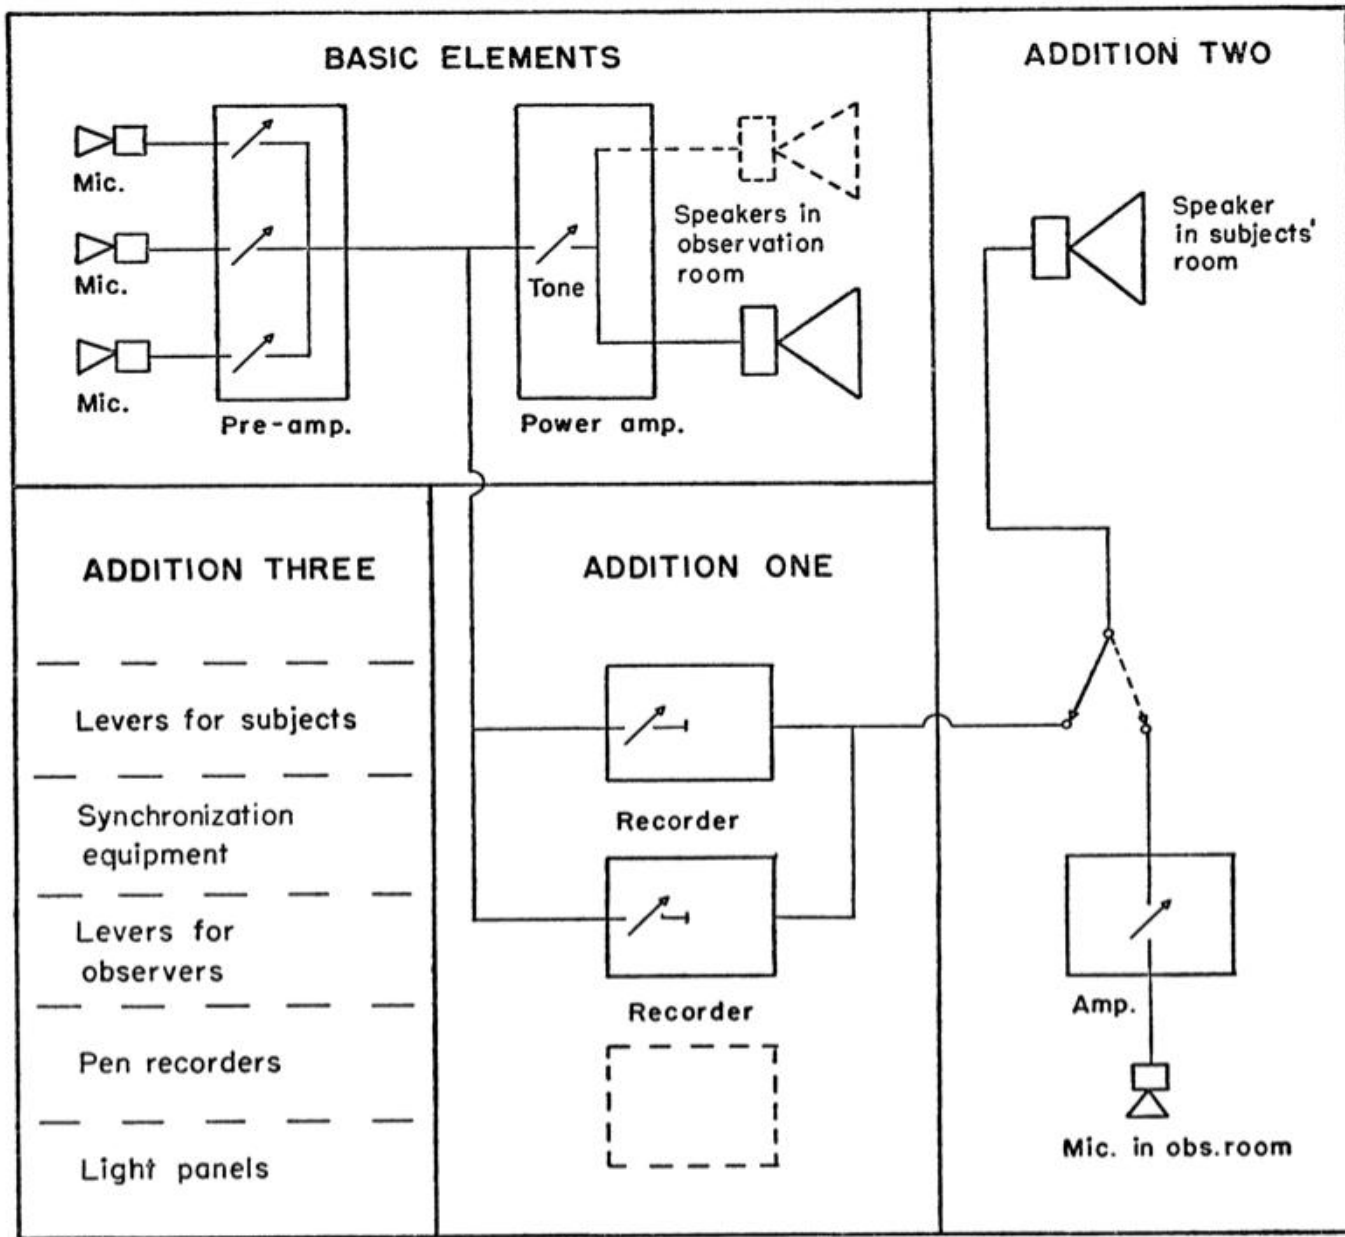 BASIC ELEMENTS
Mic.
Mic.
Mic.
Pre-amp.
Tone
Power amp.
Speakers in
observation
room
ADDITION TWO
Speaker
in subjects'
room
Amp.
Mic. in obs. room
ADDITION THREE
Levers for subjects
Synchronization
equipment
Levers for
observers
Pen recorders
Light panels
ADDITION ONE
Recorder
Recorder